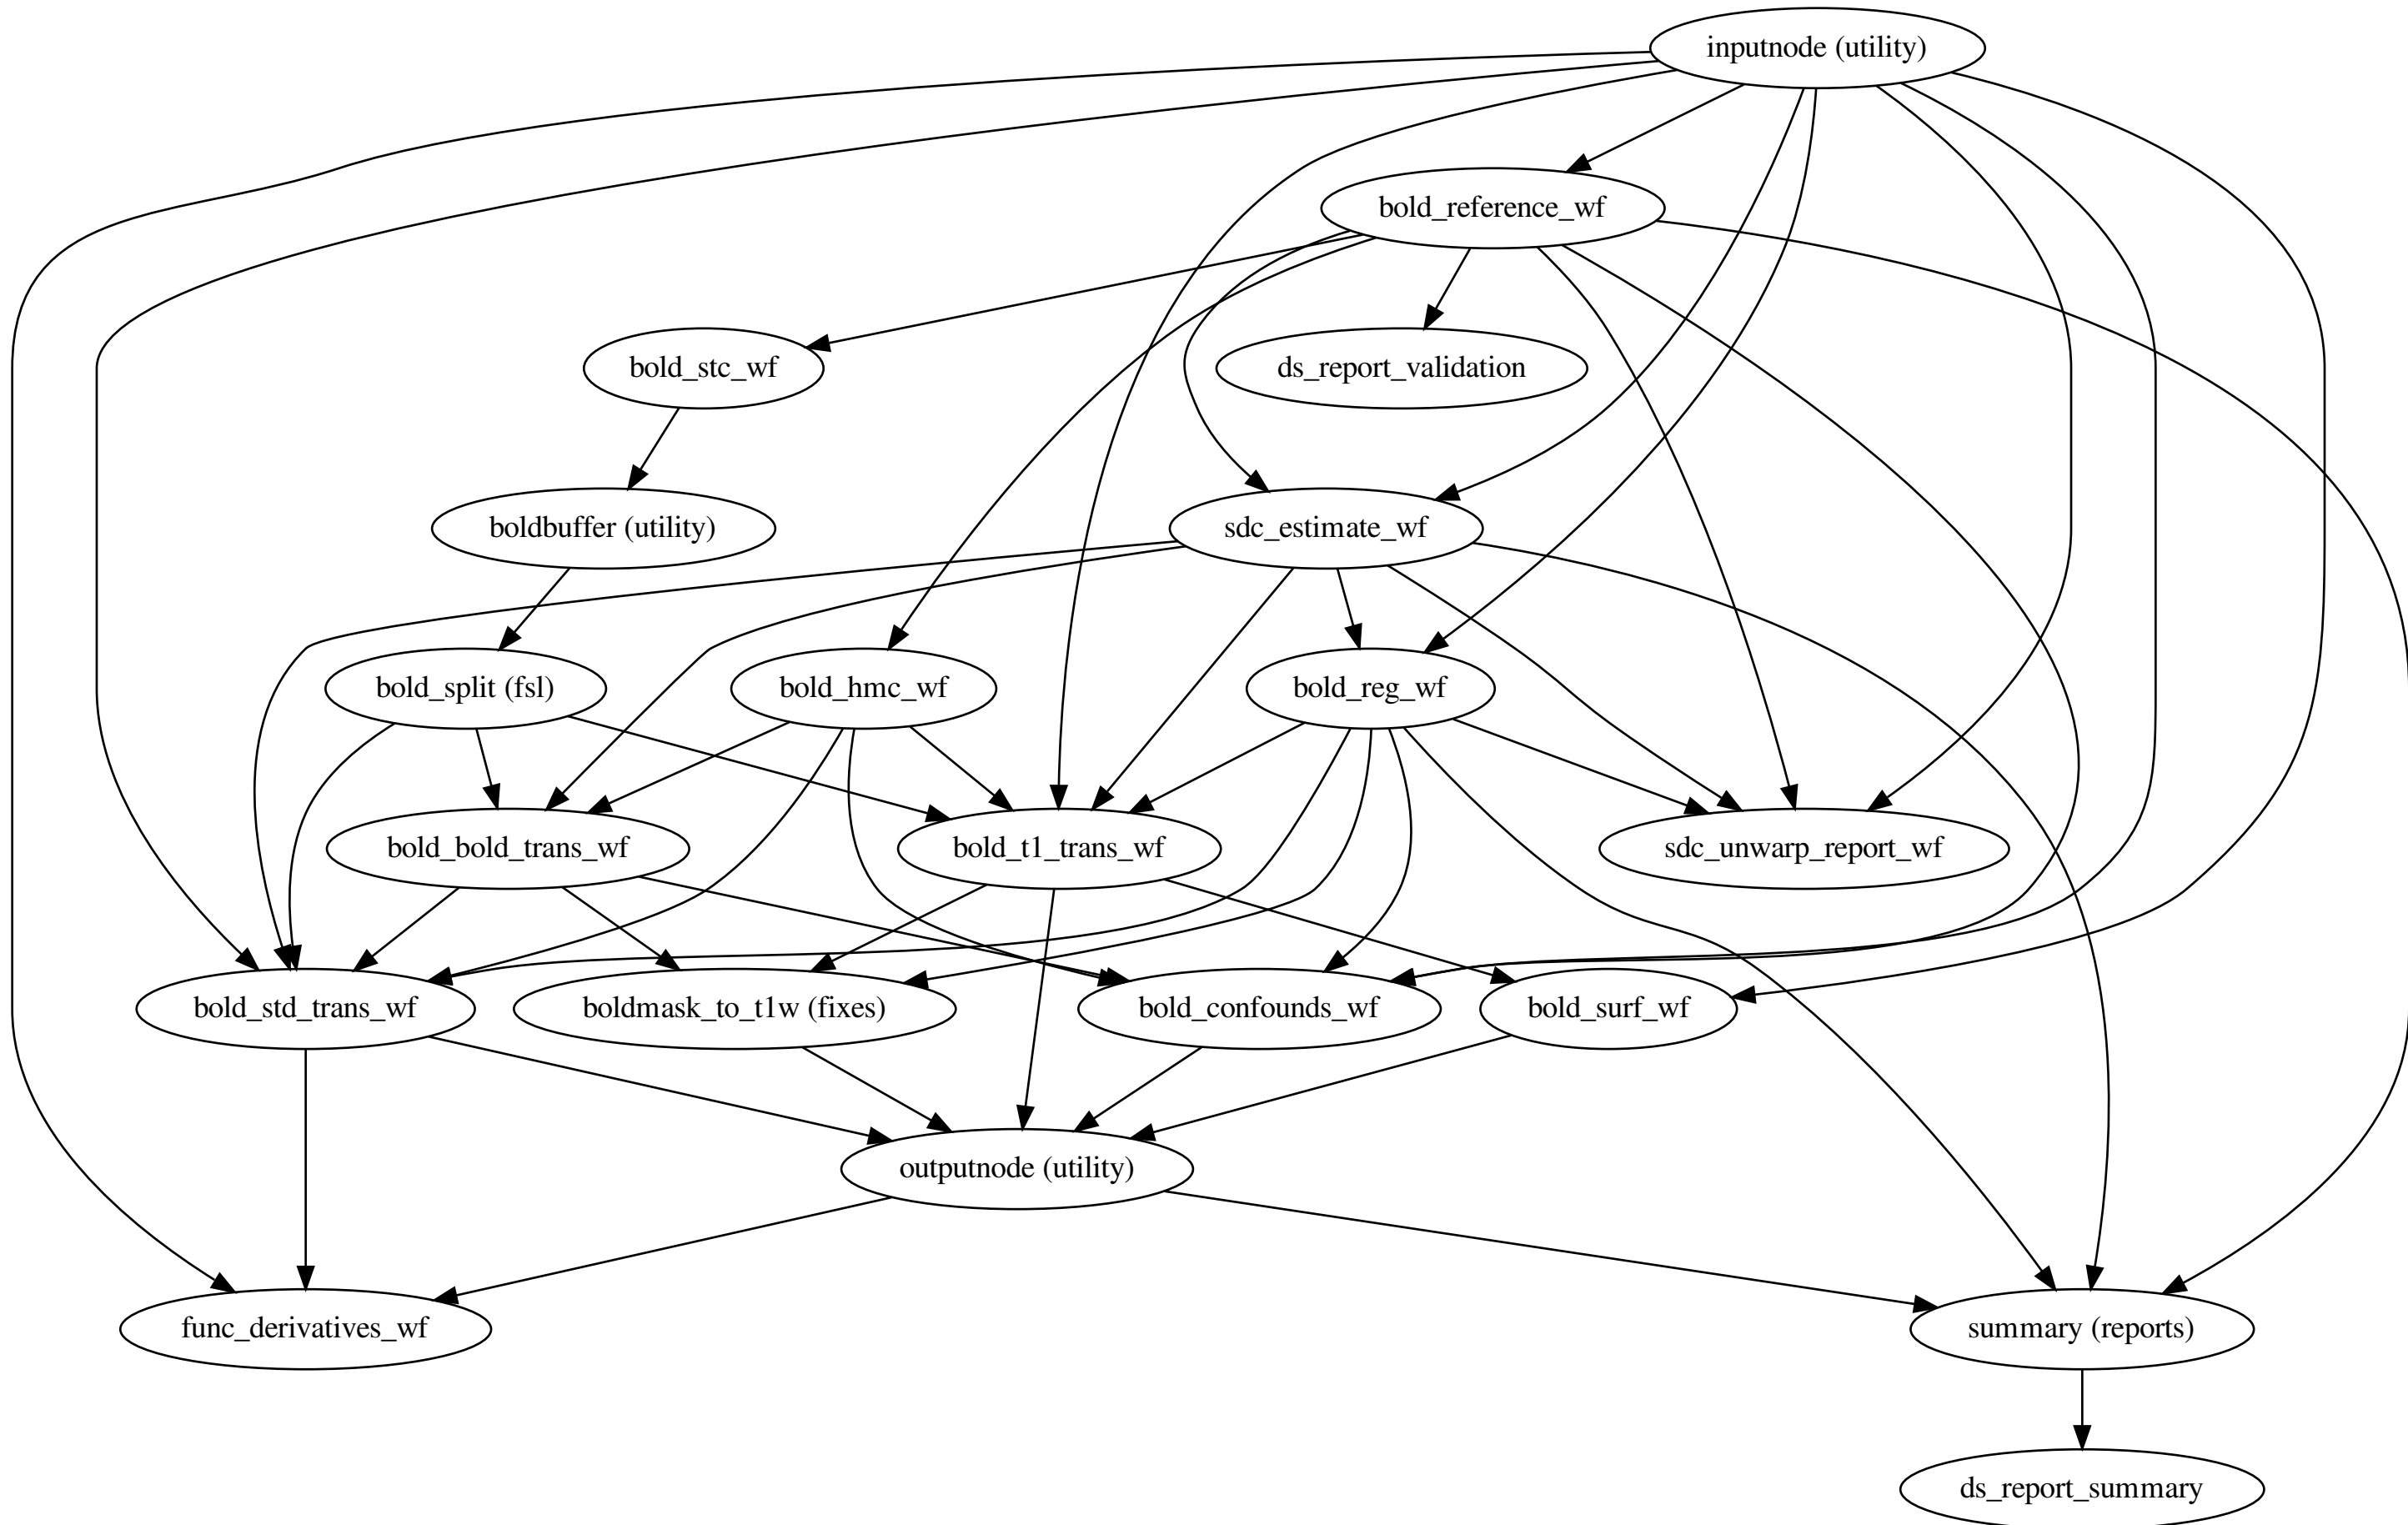 inputnode (utility)
bold_reference_wf
bold_stc_wf
ds_report_validation
boldbuffer (utility)
sdc_estimate_wf
bold_split (fsl)
bold_hmc_wf
bold_reg_wf
bold_bold_trans_wf
bold_t1_trans_wf
sdc_unwarp_report_wf
bold_std_trans_wf
boldmask_to_t1w (fixes)
bold_confounds_wf
bold_surf_wf
outputnode (utility)
func_derivatives_wf
summary (reports)
ds_report_summary